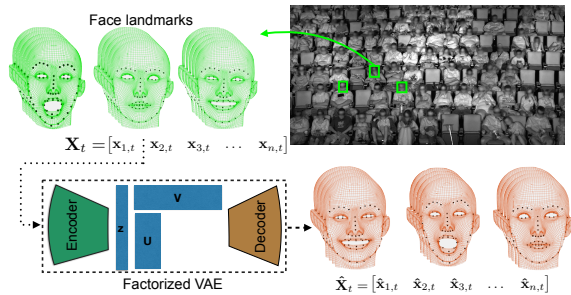 Face landmarks
X_t = [x_{1,t} x_{2,t} x_{3,t} … x_{n,t}]
Encoder
z
V
U
Decoder
Factorized VAE
X̂_t = [x̂_{1,t} x̂_{2,t} x̂_{3,t} … x̂_{n,t}]